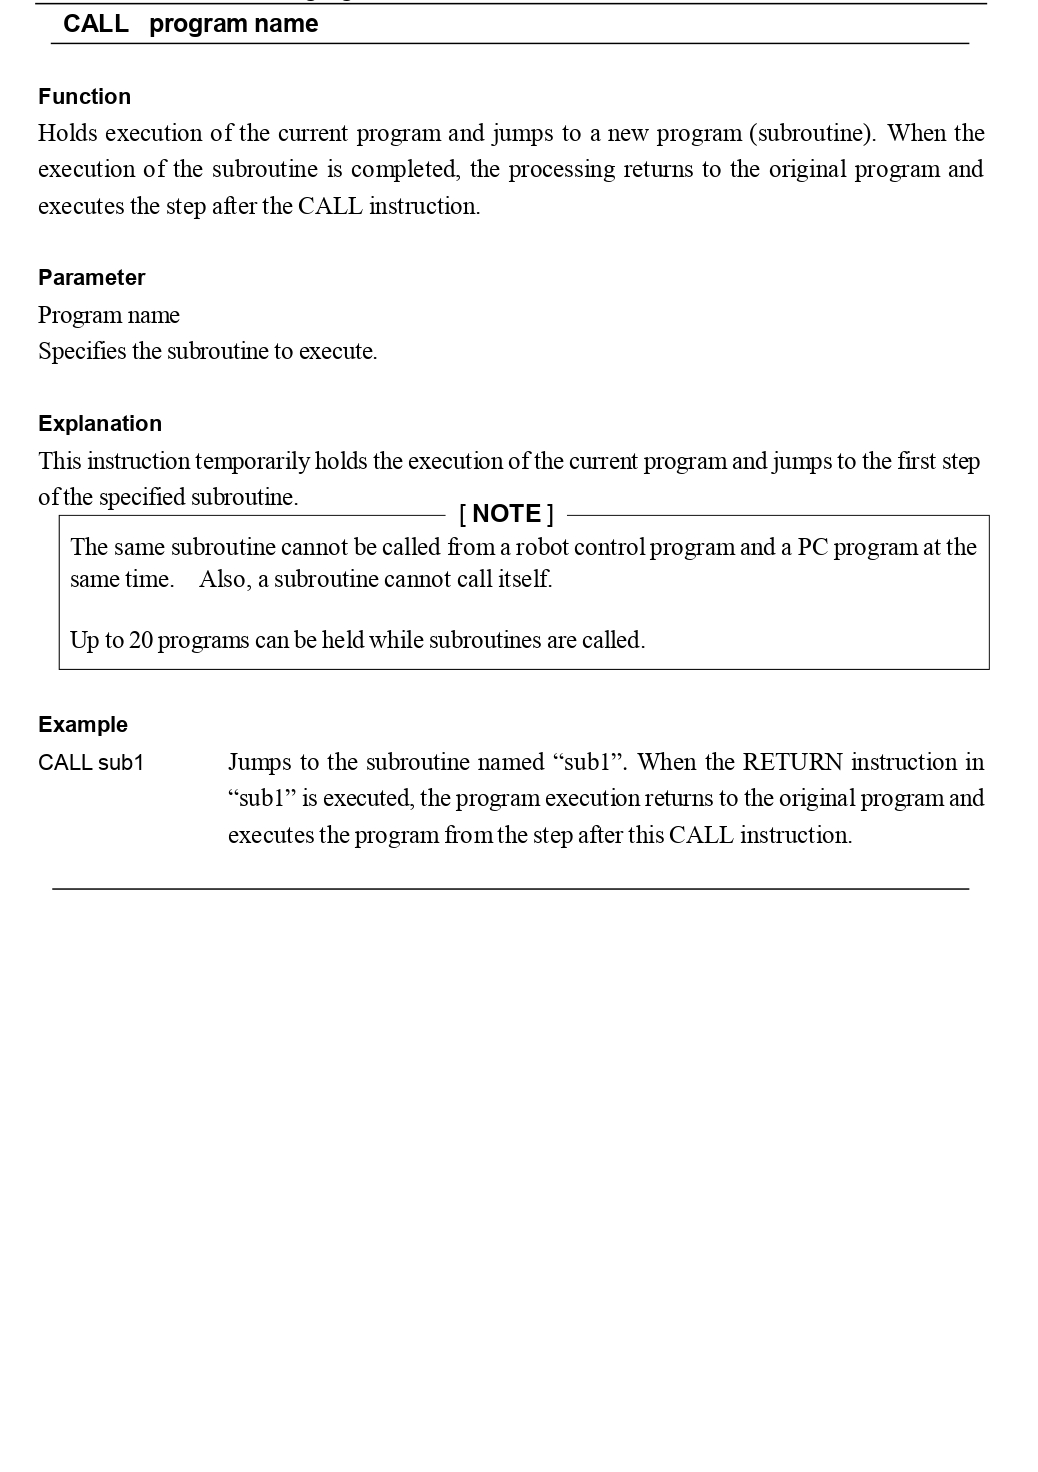 CALL program name
Function
Holds execution of the current program and jumps to a new program (subroutine). When the
execution of the subroutine is completed, the processing returns to the original program and
executes the step after the CALL instruction.
Parameter
Program name
Specifies the subroutine to execute.
Explanation
This instruction temporarily holds the execution of the current program and jumps to the first step
of the specified subroutine.
[ NOTE ]
The same subroutine cannot be called from a robot control program and a PC program at the
same time. Also, a subroutine cannot call itself.
Up to 20 programs can be held while subroutines are called.
Example
CALL sub1 Jumps to the subroutine named “sub1”. When the RETURN instruction in
“sub1” is executed, the program execution returns to the original program and
executes the program from the step after this CALL instruction.